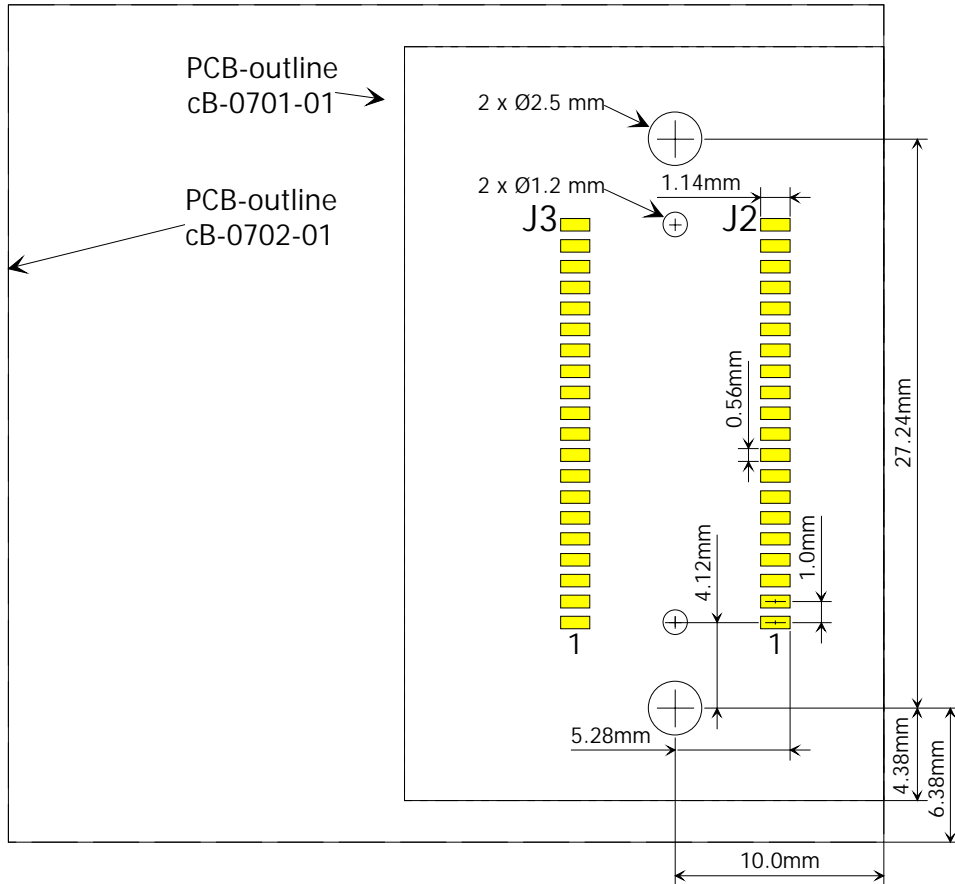 PCB-outline
cB-0701-01
2 x Ø2.5 mm
2 x Ø1.2 mm
1.14mm
PCB-outline
cB-0702-01
J3
J2
0.56mm
27.24mm
4.12mm
1.0mm
1
1
5.28mm
4.38mm
6.38mm
10.0mm